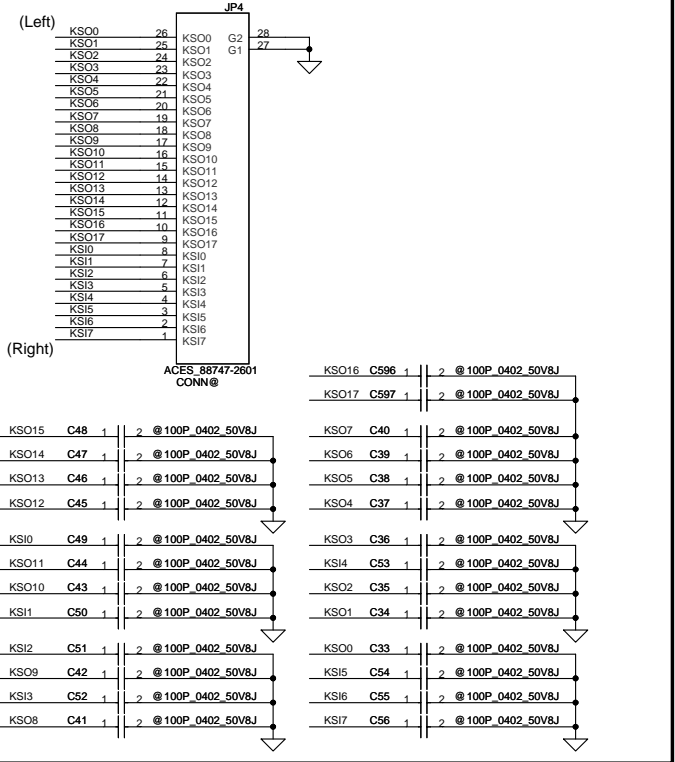 JP4
(Left)
KSO0 26 KSO0 G2 28
KSO1 25 KSO1 G1 27
KSO2 24 KSO2
KSO3 23 KSO3
KSO4 22 KSO4
KSO5 21 KSO5
KSO6 20 KSO6
KSO7 19 KSO7
KSO8 18 KSO8
KSO9 17 KSO9
KSO10 16 KSO10
KSO11 15 KSO11
KSO12 14 KSO12
KSO13 13 KSO13
KSO14 12 KSO14
KSO15 11 KSO15
KSO16 10 KSO16
KSO17 9 KSO17
KSI0 8 KSI0
KSI1 7 KSI1
KSI2 6 KSI2
KSI3 5 KSI3
KSI4 4 KSI4
KSI5 3 KSI5
KSI6 2 KSI6
KSI7 1 KSI7
(Right)
ACES_88747-2601
CONN@
KSO16 C596 1 2 @100P_0402_50V8J
KSO17 C597 1 2 @100P_0402_50V8J
KSO15 C48 1 2 @100P_0402_50V8J
KSO14 C47 1 2 @100P_0402_50V8J
KSO13 C46 1 2 @100P_0402_50V8J
KSO12 C45 1 2 @100P_0402_50V8J
KSI0 C49 1 2 @100P_0402_50V8J
KSO11 C44 1 2 @100P_0402_50V8J
KSO10 C43 1 2 @100P_0402_50V8J
KSI1 C50 1 2 @100P_0402_50V8J
KSI2 C51 1 2 @100P_0402_50V8J
KSO9 C42 1 2 @100P_0402_50V8J
KSI3 C52 1 2 @100P_0402_50V8J
KSO8 C41 1 2 @100P_0402_50V8J
KSO7 C40 1 2 @100P_0402_50V8J
KSO6 C39 1 2 @100P_0402_50V8J
KSO5 C38 1 2 @100P_0402_50V8J
KSO4 C37 1 2 @100P_0402_50V8J
KSO3 C36 1 2 @100P_0402_50V8J
KSI4 C53 1 2 @100P_0402_50V8J
KSO2 C35 1 2 @100P_0402_50V8J
KSO1 C34 1 2 @100P_0402_50V8J
KSO0 C33 1 2 @100P_0402_50V8J
KSI5 C54 1 2 @100P_0402_50V8J
KSI6 C55 1 2 @100P_0402_50V8J
KSI7 C56 1 2 @100P_0402_50V8J